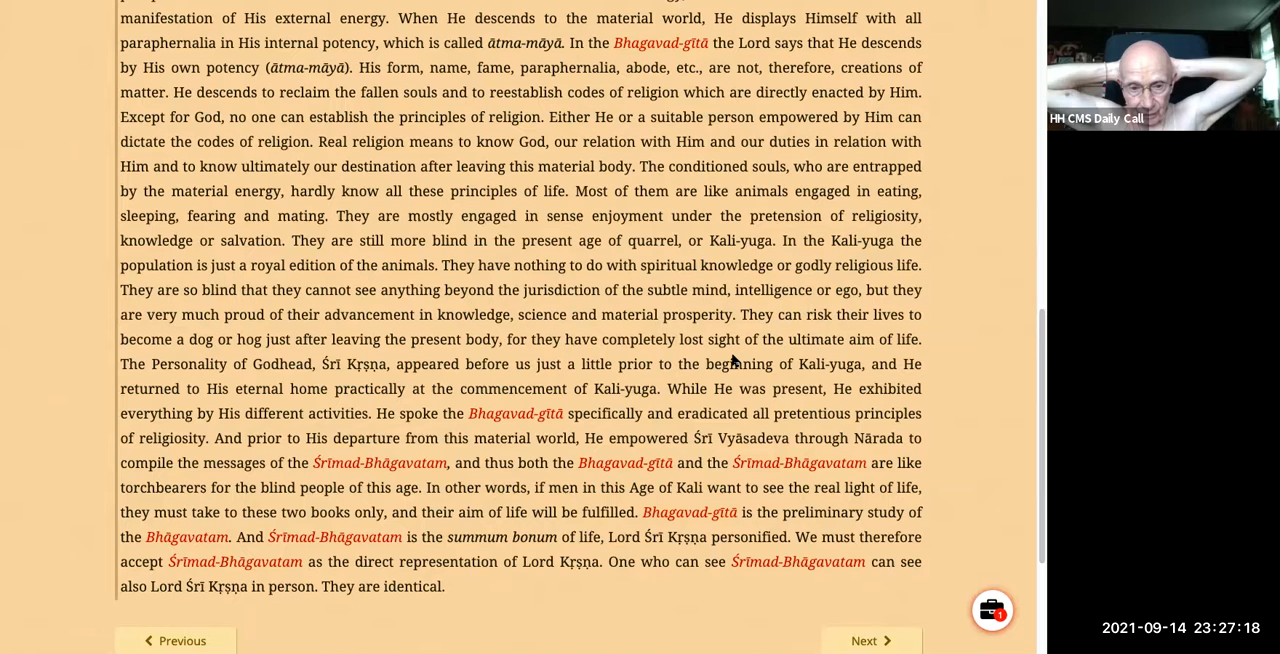 manifestation of His external energy. When He descends to the material world, He displays Himself with all
paraphernalia in His internal potency, which is called ātma-māyā. In the Bhagavad-gītā the Lord says that He descends
by His own potency (ātma-māyā). His form, name, fame, paraphernalia, abode, etc., are not, therefore, creations of
matter. He descends to reclaim the fallen souls and to reestablish codes of religion which are directly enacted by Him.
Except for God, no one can establish the principles of religion. Either He or a suitable person empowered by Him can
dictate the codes of religion. Real religion means to know God, our relation with Him and our duties in relation with
Him and to know ultimately our destination after leaving this material body. The conditioned souls, who are entrapped
by the material energy, hardly know all these principles of life. Most of them are like animals engaged in eating,
sleeping, fearing and mating. They are mostly engaged in sense enjoyment under the pretension of religiosity,
knowledge or salvation. They are still more blind in the present age of quarrel, or Kali-yuga. In the Kali-yuga the
population is just a royal edition of the animals. They have nothing to do with spiritual knowledge or godly religious life.
They are so blind that they cannot see anything beyond the jurisdiction of the subtle mind, intelligence or ego, but they
are very much proud of their advancement in knowledge, science and material prosperity. They can risk their lives to
become a dog or hog just after leaving the present body, for they have completely lost sight of the ultimate aim of life.
The Personality of Godhead, Śrī Kṛṣṇa, appeared before us just a little prior to the beginning of Kali-yuga, and He
returned to His eternal home practically at the commencement of Kali-yuga. While He was present, He exhibited
everything by His different activities. He spoke the Bhagavad-gītā specifically and eradicated all pretentious principles
of religiosity. And prior to His departure from this material world, He empowered Śrī Vyāsadeva through Nārada to
compile the messages of the Śrīmad-Bhāgavatam, and thus both the Bhagavad-gītā and the Śrīmad-Bhāgavatam are like
torchbearers for the blind people of this age. In other words, if men in this Age of Kali want to see the real light of life,
they must take to these two books only, and their aim of life will be fulfilled. Bhagavad-gītā is the preliminary study of
the Bhāgavatam. And Śrīmad-Bhāgavatam is the summum bonum of life, Lord Śrī Kṛṣṇa personified. We must therefore
accept Śrīmad-Bhāgavatam as the direct representation of Lord Kṛṣṇa. One who can see Śrīmad-Bhāgavatam can see
also Lord Śrī Kṛṣṇa in person. They are identical.
Previous
Next
1
HH CMS Daily Call
2021-09-14 23:27:18